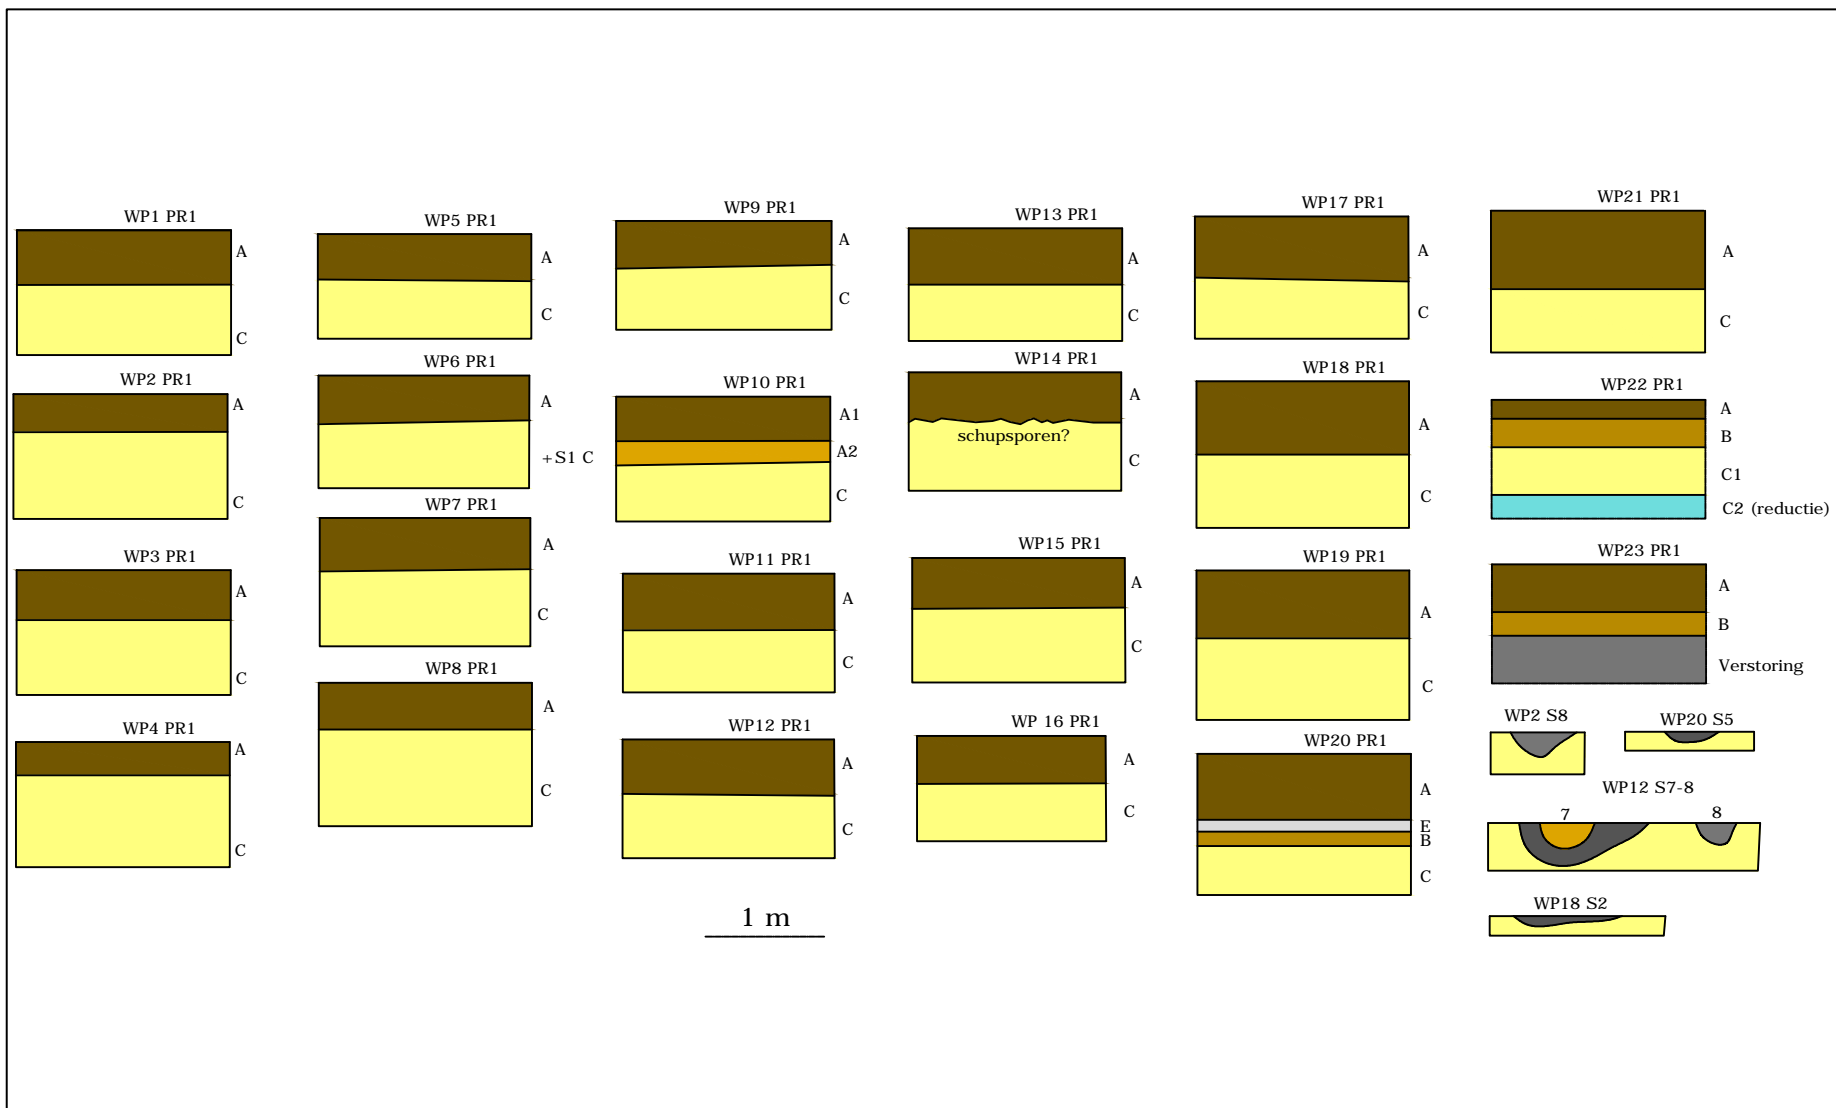 WP1 PR1
A
C
WP2 PR1
A
C
WP3 PR1
A
C
WP4 PR1
A
C
WP5 PR1
A
C
WP6 PR1
A
+S1 C
WP7 PR1
A
C
WP8 PR1
A
C
WP9 PR1
A
C
WP10 PR1
A1
A2
C
WP11 PR1
A
C
WP12 PR1
A
C
WP13 PR1
A
C
WP14 PR1
A
schupsporen?
C
WP15 PR1
A
C
WP 16 PR1
A
C
WP17 PR1
A
C
WP18 PR1
A
C
WP19 PR1
A
C
WP20 PR1
A
E
B
C
WP21 PR1
A
C
WP22 PR1
A
B
C1
C2 (reductie)
WP23 PR1
A
B
Verstoring
WP2 S8
WP20 S5
WP12 S7-8
7 8
WP18 S2
1 m